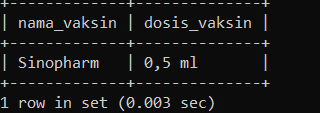 +-------------+--------------+
| nama_vaksin | dosis_vaksin |
+-------------+--------------+
| Sinopharm   | 0,5 ml       |
+-------------+--------------+
1 row in set (0.003 sec)